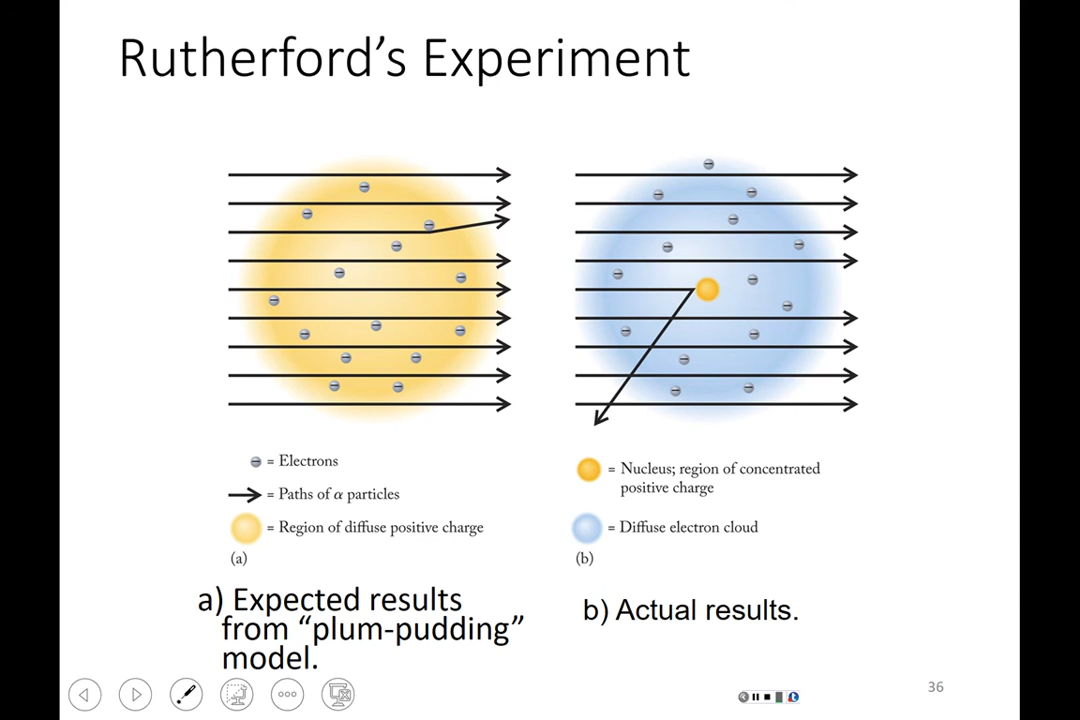 Rutherford’s Experiment
= Electrons
= Paths of α particles
= Region of diffuse positive charge
(a)
= Nucleus; region of concentrated
positive charge
= Diffuse electron cloud
(b)
a) Expected results
from “plum-pudding”
model.
b) Actual results.
36